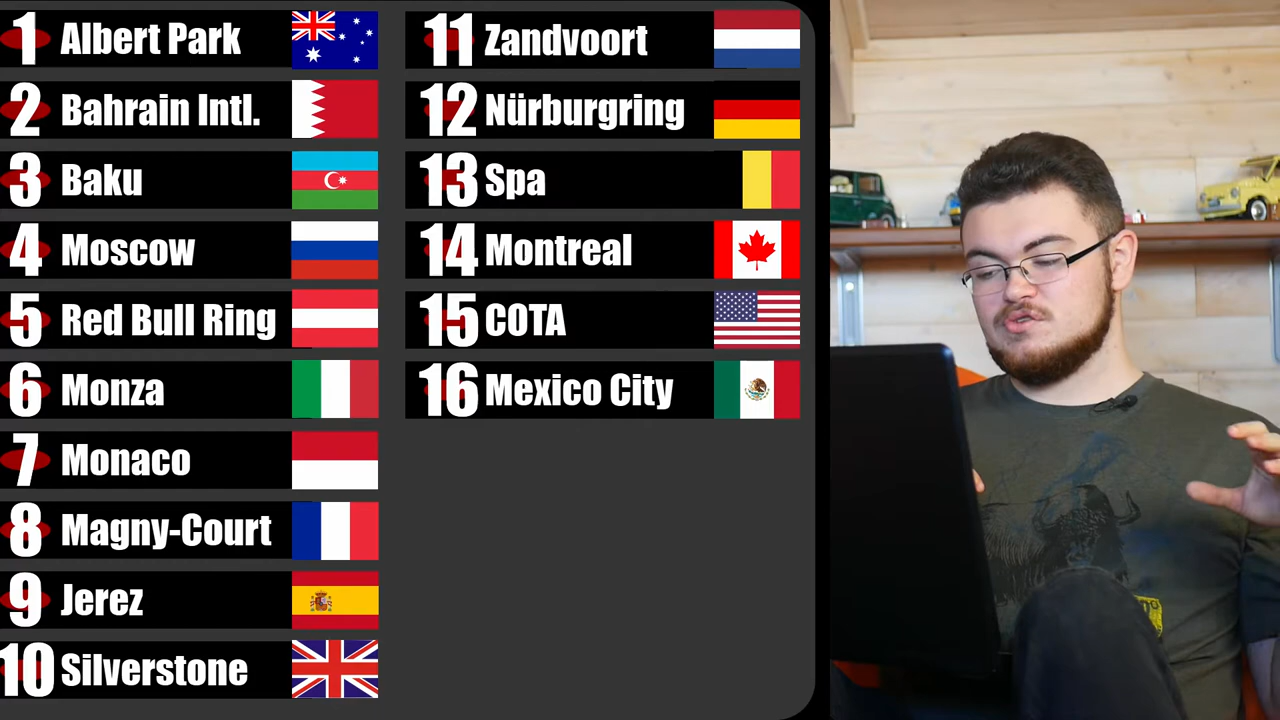 1 Albert Park
2 Bahrain Intl.
3 Baku
4 Moscow
5 Red Bull Ring
6 Monza
7 Monaco
8 Magny-Court
9 Jerez
10 Silverstone
11 Zandvoort
12 Nürburgring
13 Spa
14 Montreal
15 COTA
16 Mexico City